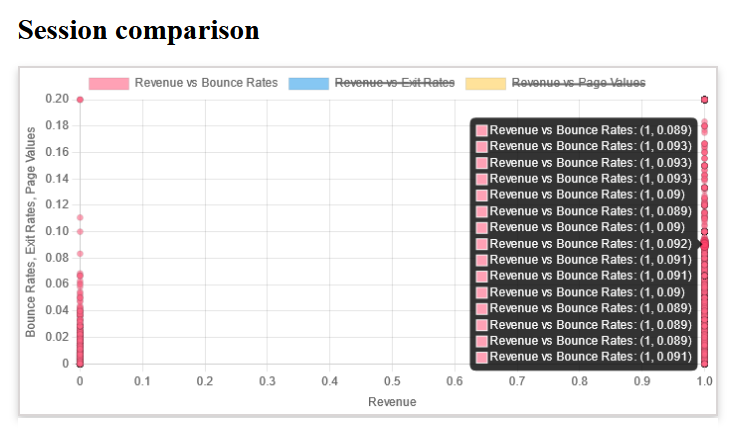 Session comparison
Revenue vs Bounce Rates Revenue vs Exit Rates Revenue vs Page Values
Bounce Rates, Exit Rates, Page Values
0.20
0.18
0.16
0.14
0.12
0.10
0.08
0.06
0.04
0.02
0
Revenue vs Bounce Rates: (1, 0.089)
Revenue vs Bounce Rates: (1, 0.093)
Revenue vs Bounce Rates: (1, 0.093)
Revenue vs Bounce Rates: (1, 0.093)
Revenue vs Bounce Rates: (1, 0.09)
Revenue vs Bounce Rates: (1, 0.089)
Revenue vs Bounce Rates: (1, 0.09)
Revenue vs Bounce Rates: (1, 0.092)
Revenue vs Bounce Rates: (1, 0.091)
Revenue vs Bounce Rates: (1, 0.091)
Revenue vs Bounce Rates: (1, 0.09)
Revenue vs Bounce Rates: (1, 0.089)
Revenue vs Bounce Rates: (1, 0.089)
Revenue vs Bounce Rates: (1, 0.089)
Revenue vs Bounce Rates: (1, 0.091)
0 0.1 0.2 0.3 0.4 0.5 0.6 0.7 0.8 0.9 1.0
Revenue